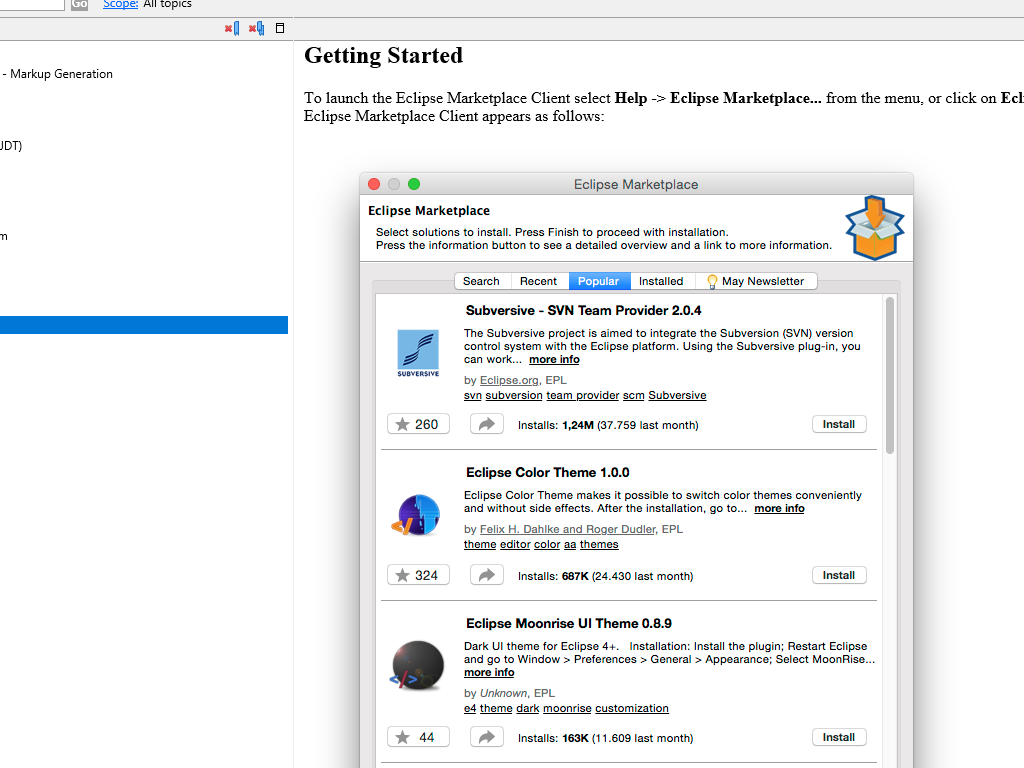 Go Scope: All topics
- Markup Generation
JDT)
m
Getting Started
To launch the Eclipse Marketplace Client select Help -> Eclipse Marketplace... from the menu, or click on Ecl
Eclipse Marketplace Client appears as follows:
Eclipse Marketplace
Eclipse Marketplace
Select solutions to install. Press Finish to proceed with installation.
Press the information button to see a detailed overview and a link to more information.
Search Recent Popular Installed May Newsletter
Subversive - SVN Team Provider 2.0.4
The Subversive project is aimed to integrate the Subversion (SVN) version
control system with the Eclipse platform. Using the Subversive plug-in, you
can work... more info
SUBVERSIVE
by Eclipse.org, EPL
svn subversion team provider scm Subversive
260 Installs: 1,24M (37.759 last month) Install
Eclipse Color Theme 1.0.0
Eclipse Color Theme makes it possible to switch color themes conveniently
and without side effects. After the installation, go to... more info
by Felix H. Dahlke and Roger Dudler, EPL
theme editor color aa themes
324 Installs: 687K (24.430 last month) Install
Eclipse Moonrise UI Theme 0.8.9
Dark UI theme for Eclipse 4+. Installation: Install the plugin; Restart Eclipse
and go to Window > Preferences > General > Appearance; Select MoonRise...
more info
by Unknown, EPL
e4 theme dark moonrise customization
44 Installs: 163K (11.609 last month) Install